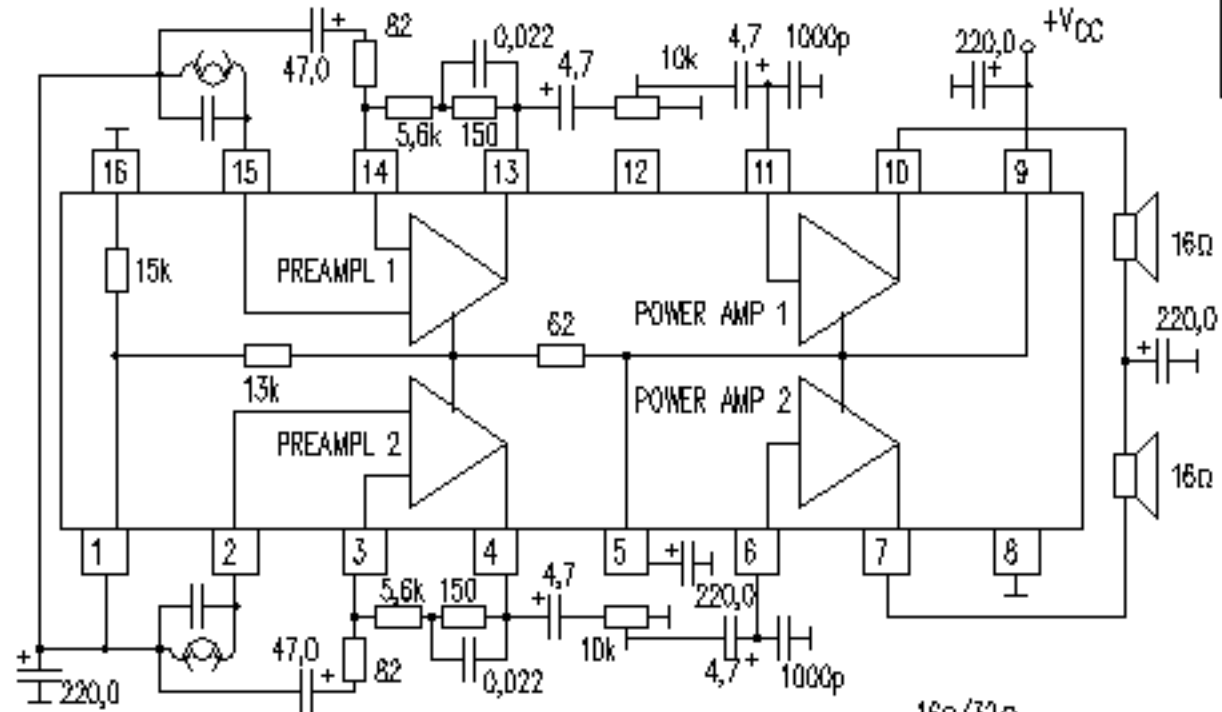 82
+
47,0
0,022
4,7
+
5,6k
150
10k
4,7
+
1000p
220,0
+
+VCC
16
15
14
13
12
11
10
9
15k
PREAMPL 1
POWER AMP 1
16Ω
13k
62
220,0
+
PREAMPL 2
POWER AMP 2
16Ω
1
2
3
4
5
6
7
8
+
220,0
47,0
+
82
5,6k
150
0,022
4,7
+
10k
+
220,0
4,7
+
1000p
16Ω/32Ω